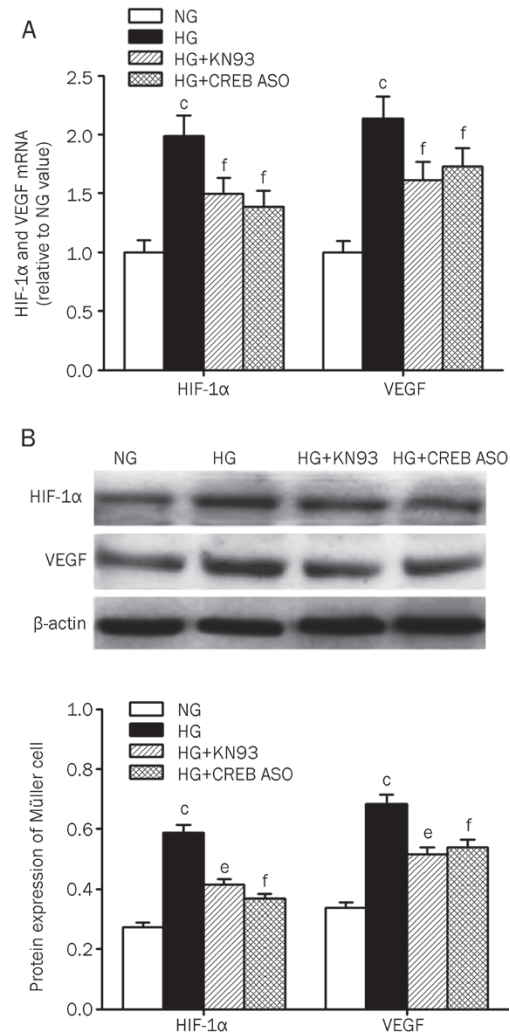 A
NG
HG
HG+KN93
HG+CREB ASO
HIF-1α and VEGF mRNA
(relative to NG value)
2.5
2.0
1.5
1.0
0.5
0.0
c
f
f
c
f
f
HIF-1α
VEGF
B
NG HG HG+KN93 HG+CREB ASO
HIF-1α
VEGF
β-actin
NG
HG
HG+KN93
HG+CREB ASO
Protein expression of Müller cell
1.0
0.8
0.6
0.4
0.2
0.0
c
e
f
c
e
f
HIF-1α
VEGF